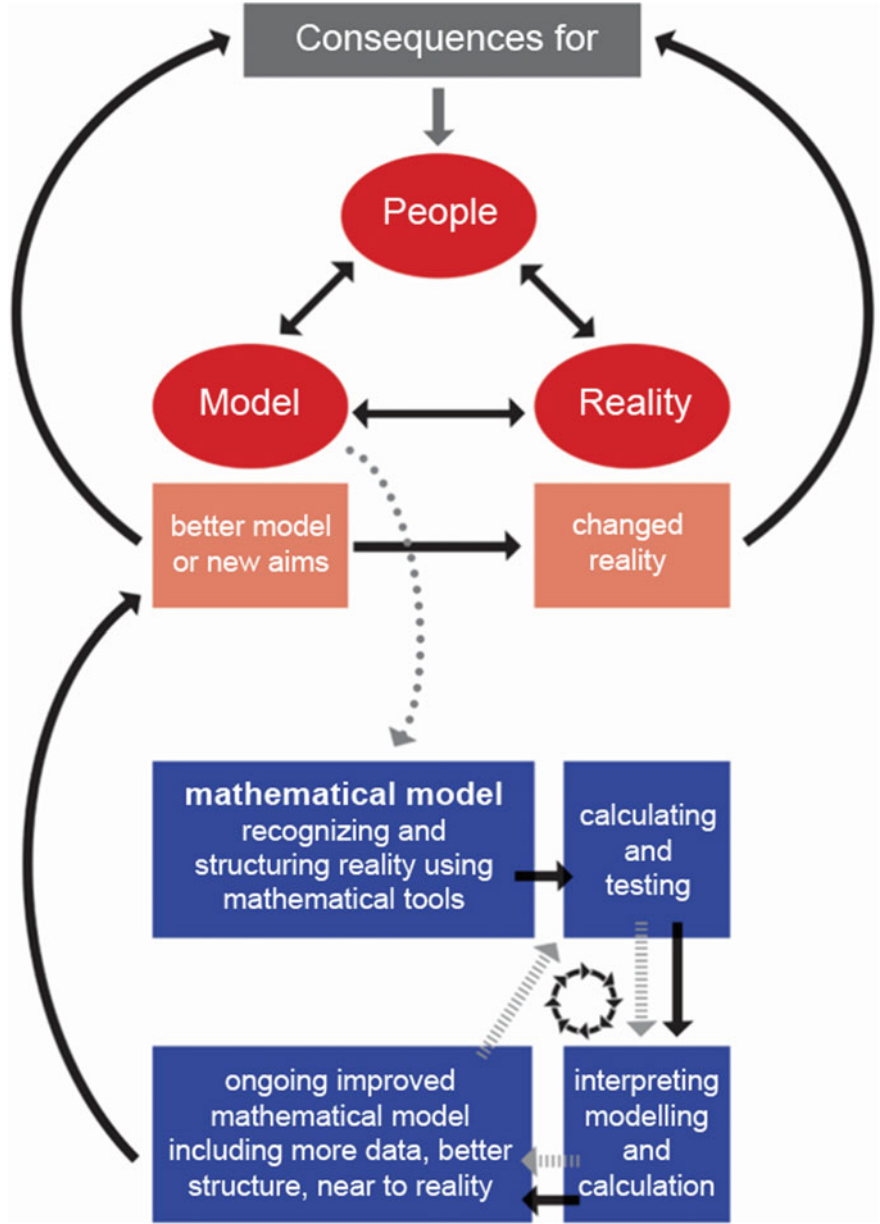 Consequences for
People
Model
Reality
better model
or new aims
changed
reality
mathematical model
recognizing and
structuring reality using
mathematical tools
calculating
and
testing
ongoing improved
mathematical model
including more data, better
structure, near to reality
interpreting
modelling
and
calculation